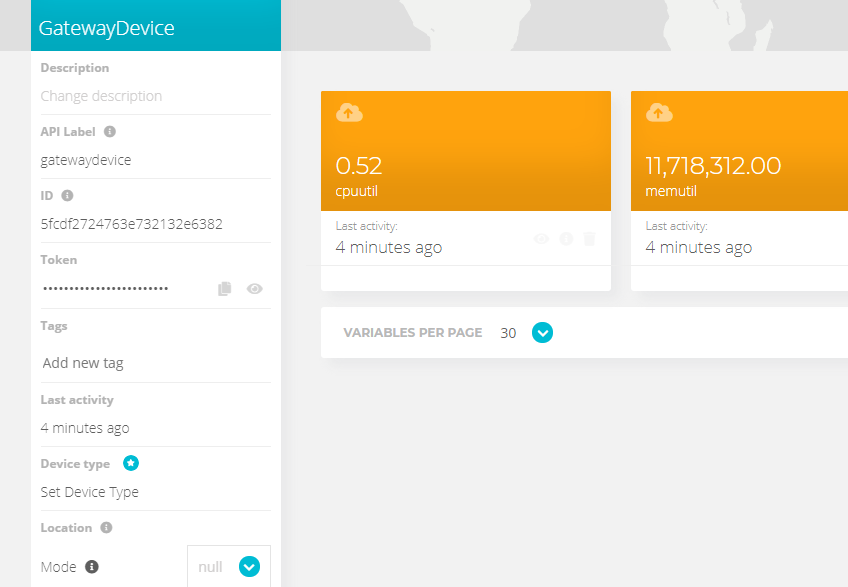 GatewayDevice
Description
Change description
API Label
gatewaydevice
ID
5fcdf2724763e732132e6382
Token
••••••••••••••••••••••••
Tags
Add new tag
Last activity
4 minutes ago
Device type
Set Device Type
Location
Mode
null
0.52
cpuutil
Last activity:
4 minutes ago
11,718,312.00
memutil
Last activity:
4 minutes ago
VARIABLES PER PAGE 30